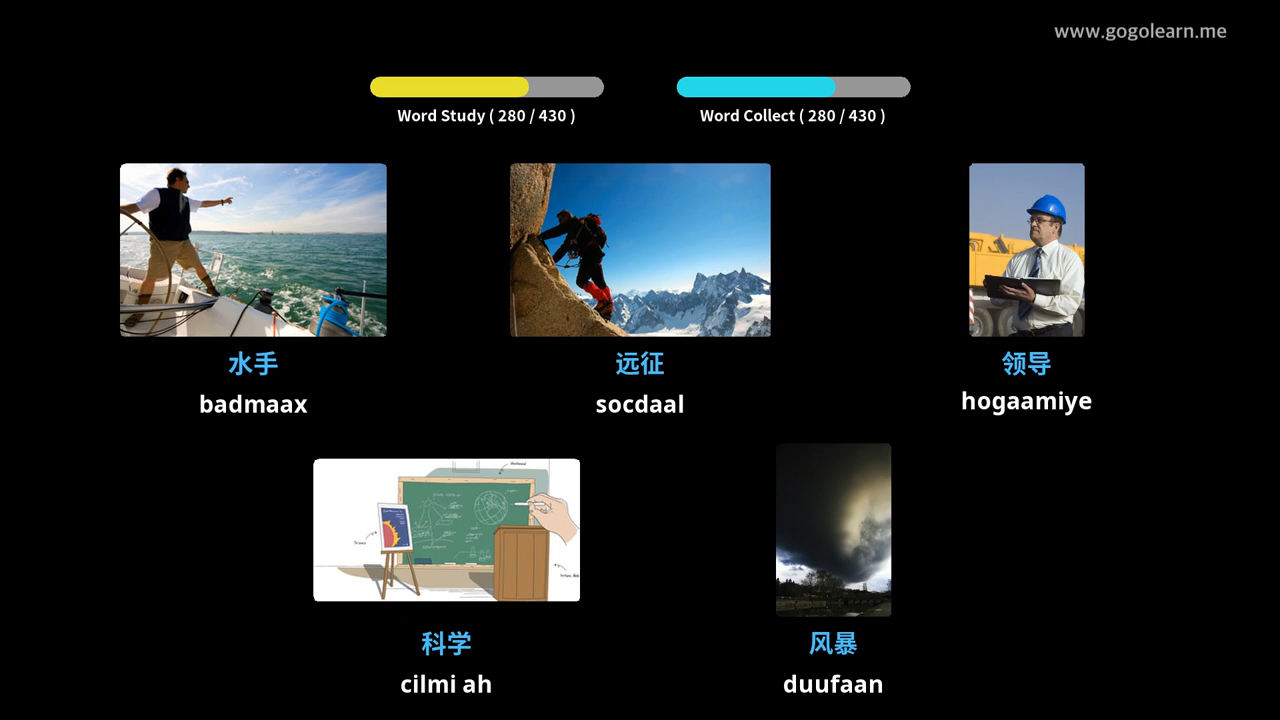 www.gogolearn.me
Word Study ( 280 / 430 )
Word Collect ( 280 / 430 )
水手
远征
领导
badmaax
socdaal
hogaamiye
科学
风暴
cilmi ah
duufaan